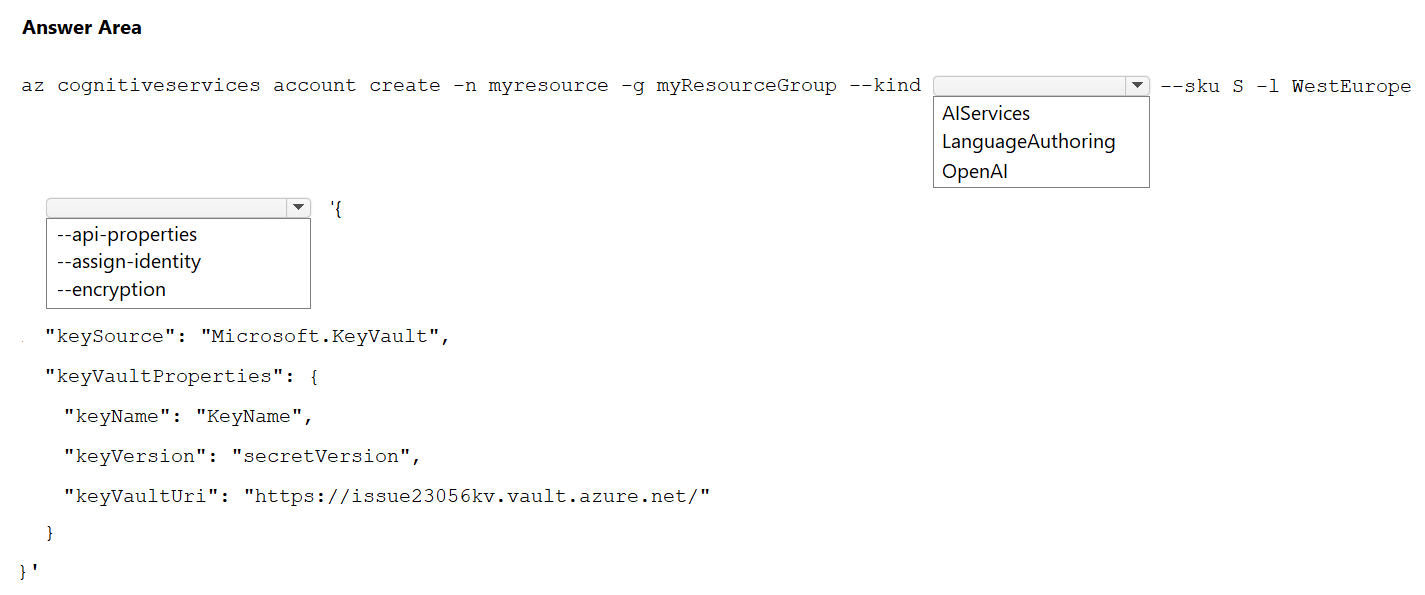 Answer Area
az cognitiveservices account create -n myresource -g myResourceGroup --kind --sku S -l WestEurope
AIServices
LanguageAuthoring
OpenAI
'{
--api-properties
--assign-identity
--encryption
"keySource": "Microsoft.KeyVault",
"keyVaultProperties": {
"keyName": "KeyName",
"keyVersion": "secretVersion",
"keyVaultUri": "https://issue23056kv.vault.azure.net/"
}
}'